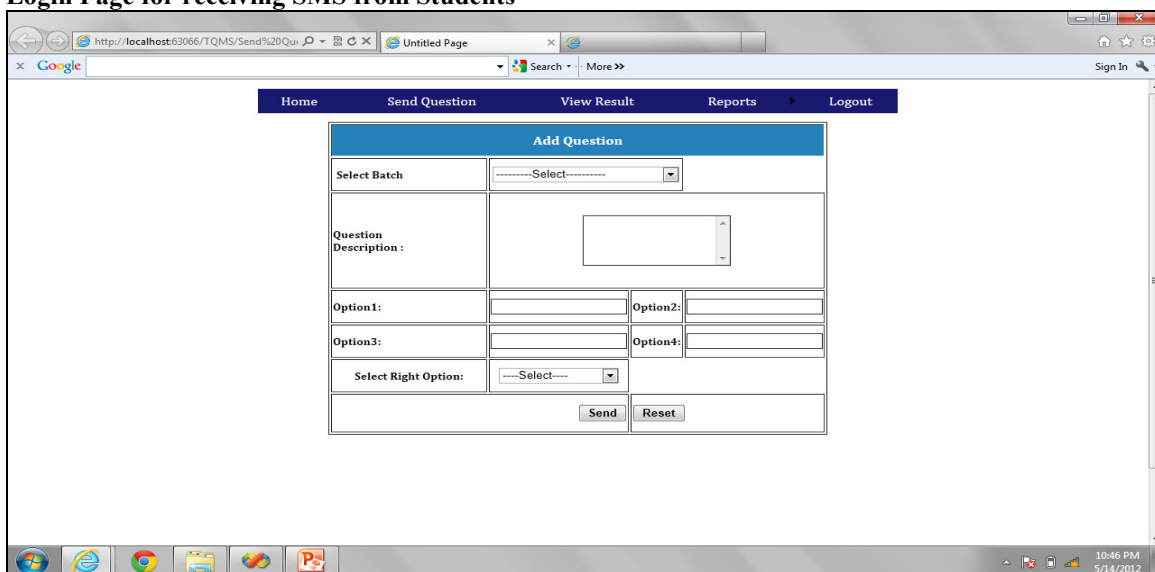 Login Page for receiving SMS from Students
http://localhost:63066/TQMS/Send%20Qu
Untitled Page
x Google Search More >> Sign In
Home Send Question View Result Reports Logout
Add Question
Select Batch ---------Select----------
Question
Description :
Option1: Option2:
Option3: Option4:
Select Right Option: ----Select----
Send Reset
10:46 PM
5/14/2012